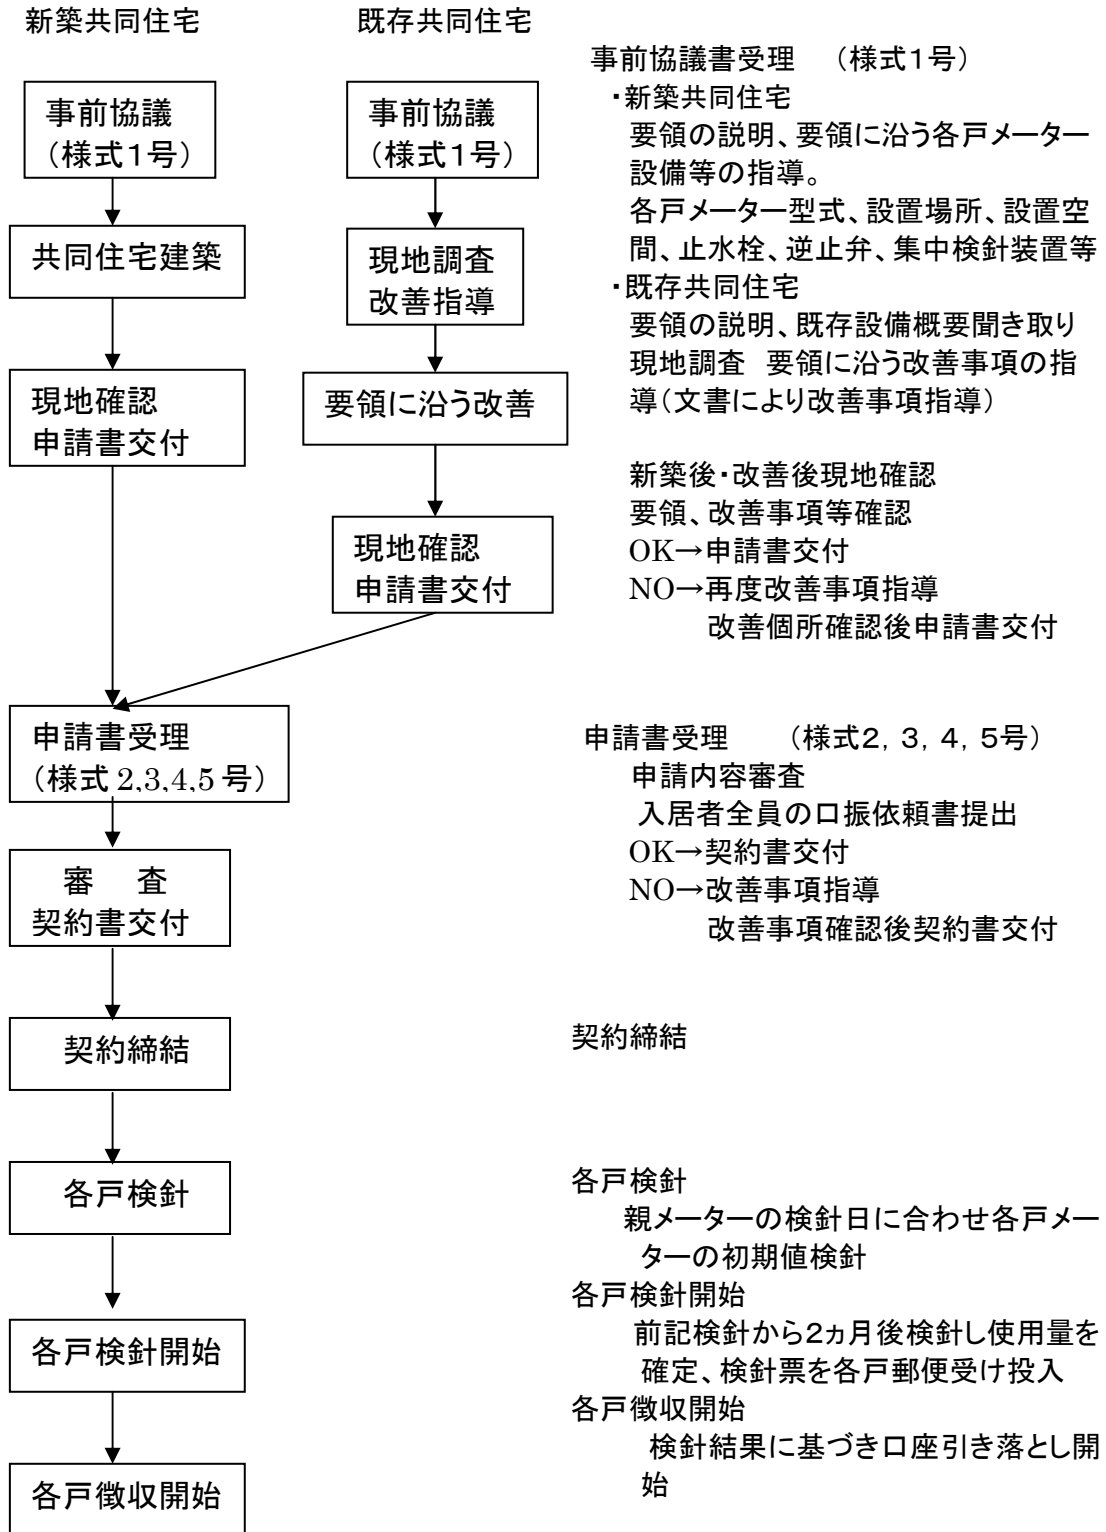 新築共同住宅
既存共同住宅
事前協議
（様式１号）
共同住宅建築
現地確認
申請書交付
事前協議
（様式１号）
現地調査
改善指導
要領に沿う改善
現地確認
申請書交付
申請書受理
（様式 2,3,4,5 号）
審　査
契約書交付
契約締結
各戸検針
各戸検針開始
各戸徴収開始
事前協議書受理　（様式１号）
・新築共同住宅
要領の説明、要領に沿う各戸メーター
設備等の指導。
各戸メーター型式、設置場所、設置空
間、止水栓、逆止弁、集中検針装置等
・既存共同住宅
要領の説明、既存設備概要聞き取り
現地調査　要領に沿う改善事項の指
導（文書により改善事項指導）
新築後・改善後現地確認
要領、改善事項等確認
OK→申請書交付
NO→再度改善事項指導
改善個所確認後申請書交付
申請書受理　　（様式２，３，４，５号）
申請内容審査
入居者全員の口振依頼書提出
OK→契約書交付
NO→改善事項指導
改善事項確認後契約書交付
契約締結
各戸検針
親メーターの検針日に合わせ各戸メー
ターの初期値検針
各戸検針開始
前記検針から２ヵ月後検針し使用量を
確定、検針票を各戸郵便受け投入
各戸徴収開始
検針結果に基づき口座引き落とし開
始